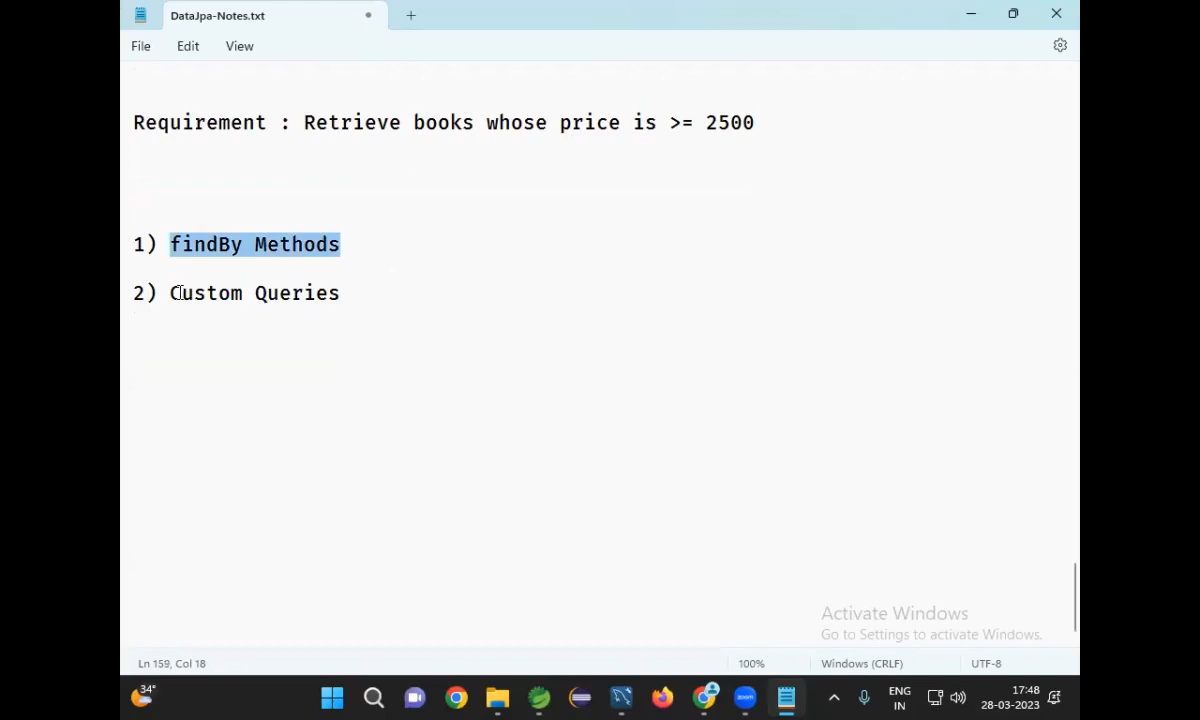 DataJpa-Notes.txt
File Edit View
Requirement : Retrieve books whose price is >= 2500
1) findBy Methods
2) Custom Queries
Activate Windows
Go to Settings to activate Windows.
Ln 159, Col 18 100% Windows (CRLF) UTF-8
34° ENG 17:48
IN 28-03-2023